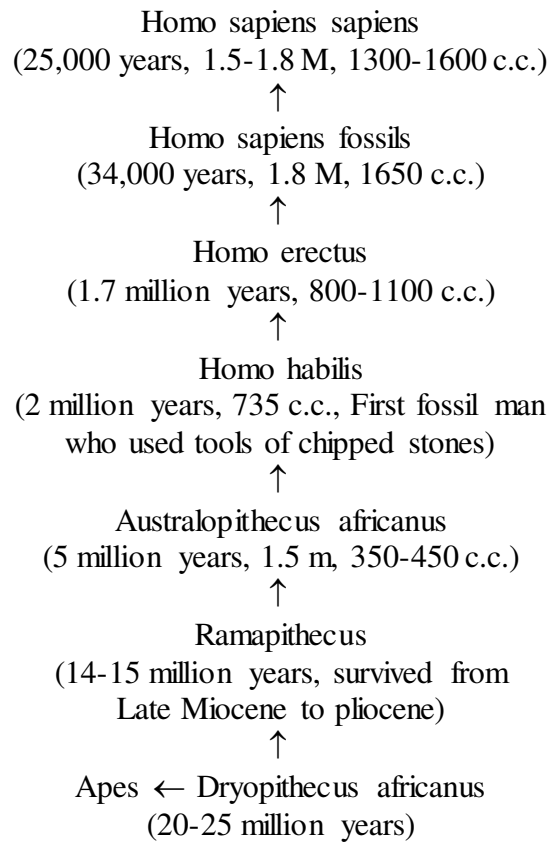 Homo sapiens sapiens
(25,000 years, 1.5-1.8 M, 1300-1600 c.c.)
↑
Homo sapiens fossils
(34,000 years, 1.8 M, 1650 c.c.)
↑
Homo erectus
(1.7 million years, 800-1100 c.c.)
↑
Homo habilis
(2 million years, 735 c.c., First fossil man
who used tools of chipped stones)
↑
Australopithecus africanus
(5 million years, 1.5 m, 350-450 c.c.)
↑
Ramapithecus
(14-15 million years, survived from
Late Miocene to pliocene)
↑
Apes ← Dryopithecus africanus
(20-25 million years)